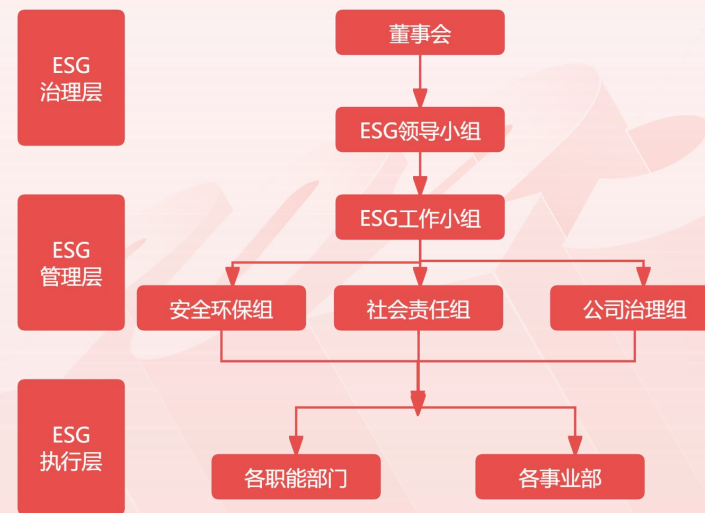 ESG
治理层
董事会
ESG领导小组
ESG
管理层
ESG工作小组
安全环保组
社会责任组
公司治理组
ESG
执行层
各职能部门
各事业部